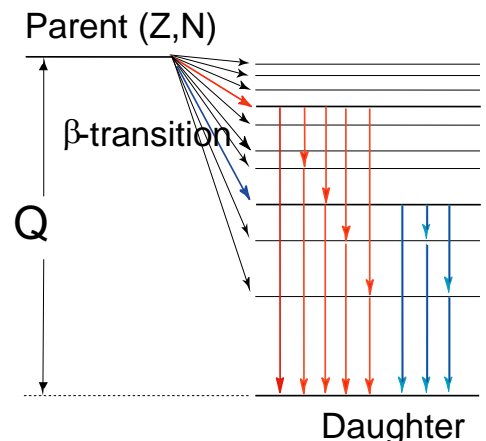 Parent (Z,N)
β-transition
Q
Daughter